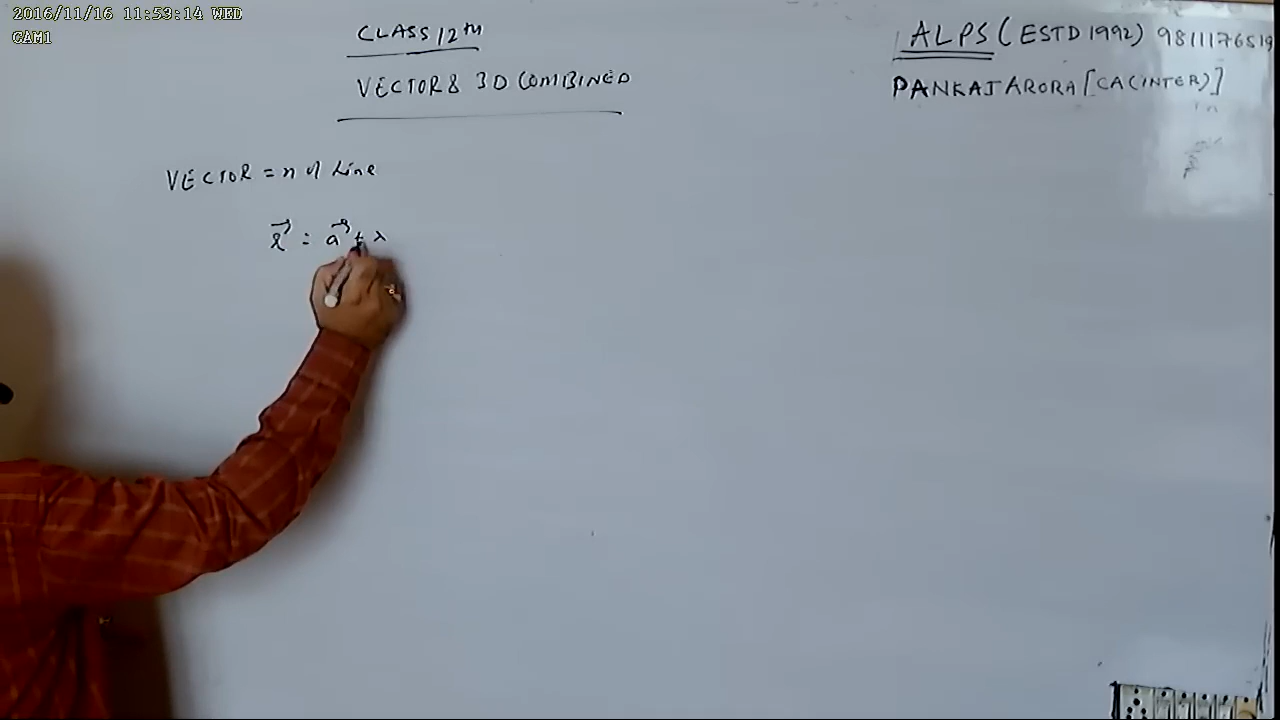 2016/11/16 11:53:14 WED
CAM1
CLASS 12TH
VECTOR & 3D COMBINED
ALPS (ESTD 1992) 9811176519
PANKAJ ARORA [CA(INTER)]
VECTOR = n of Line
r⃗ = a⃗ + λ